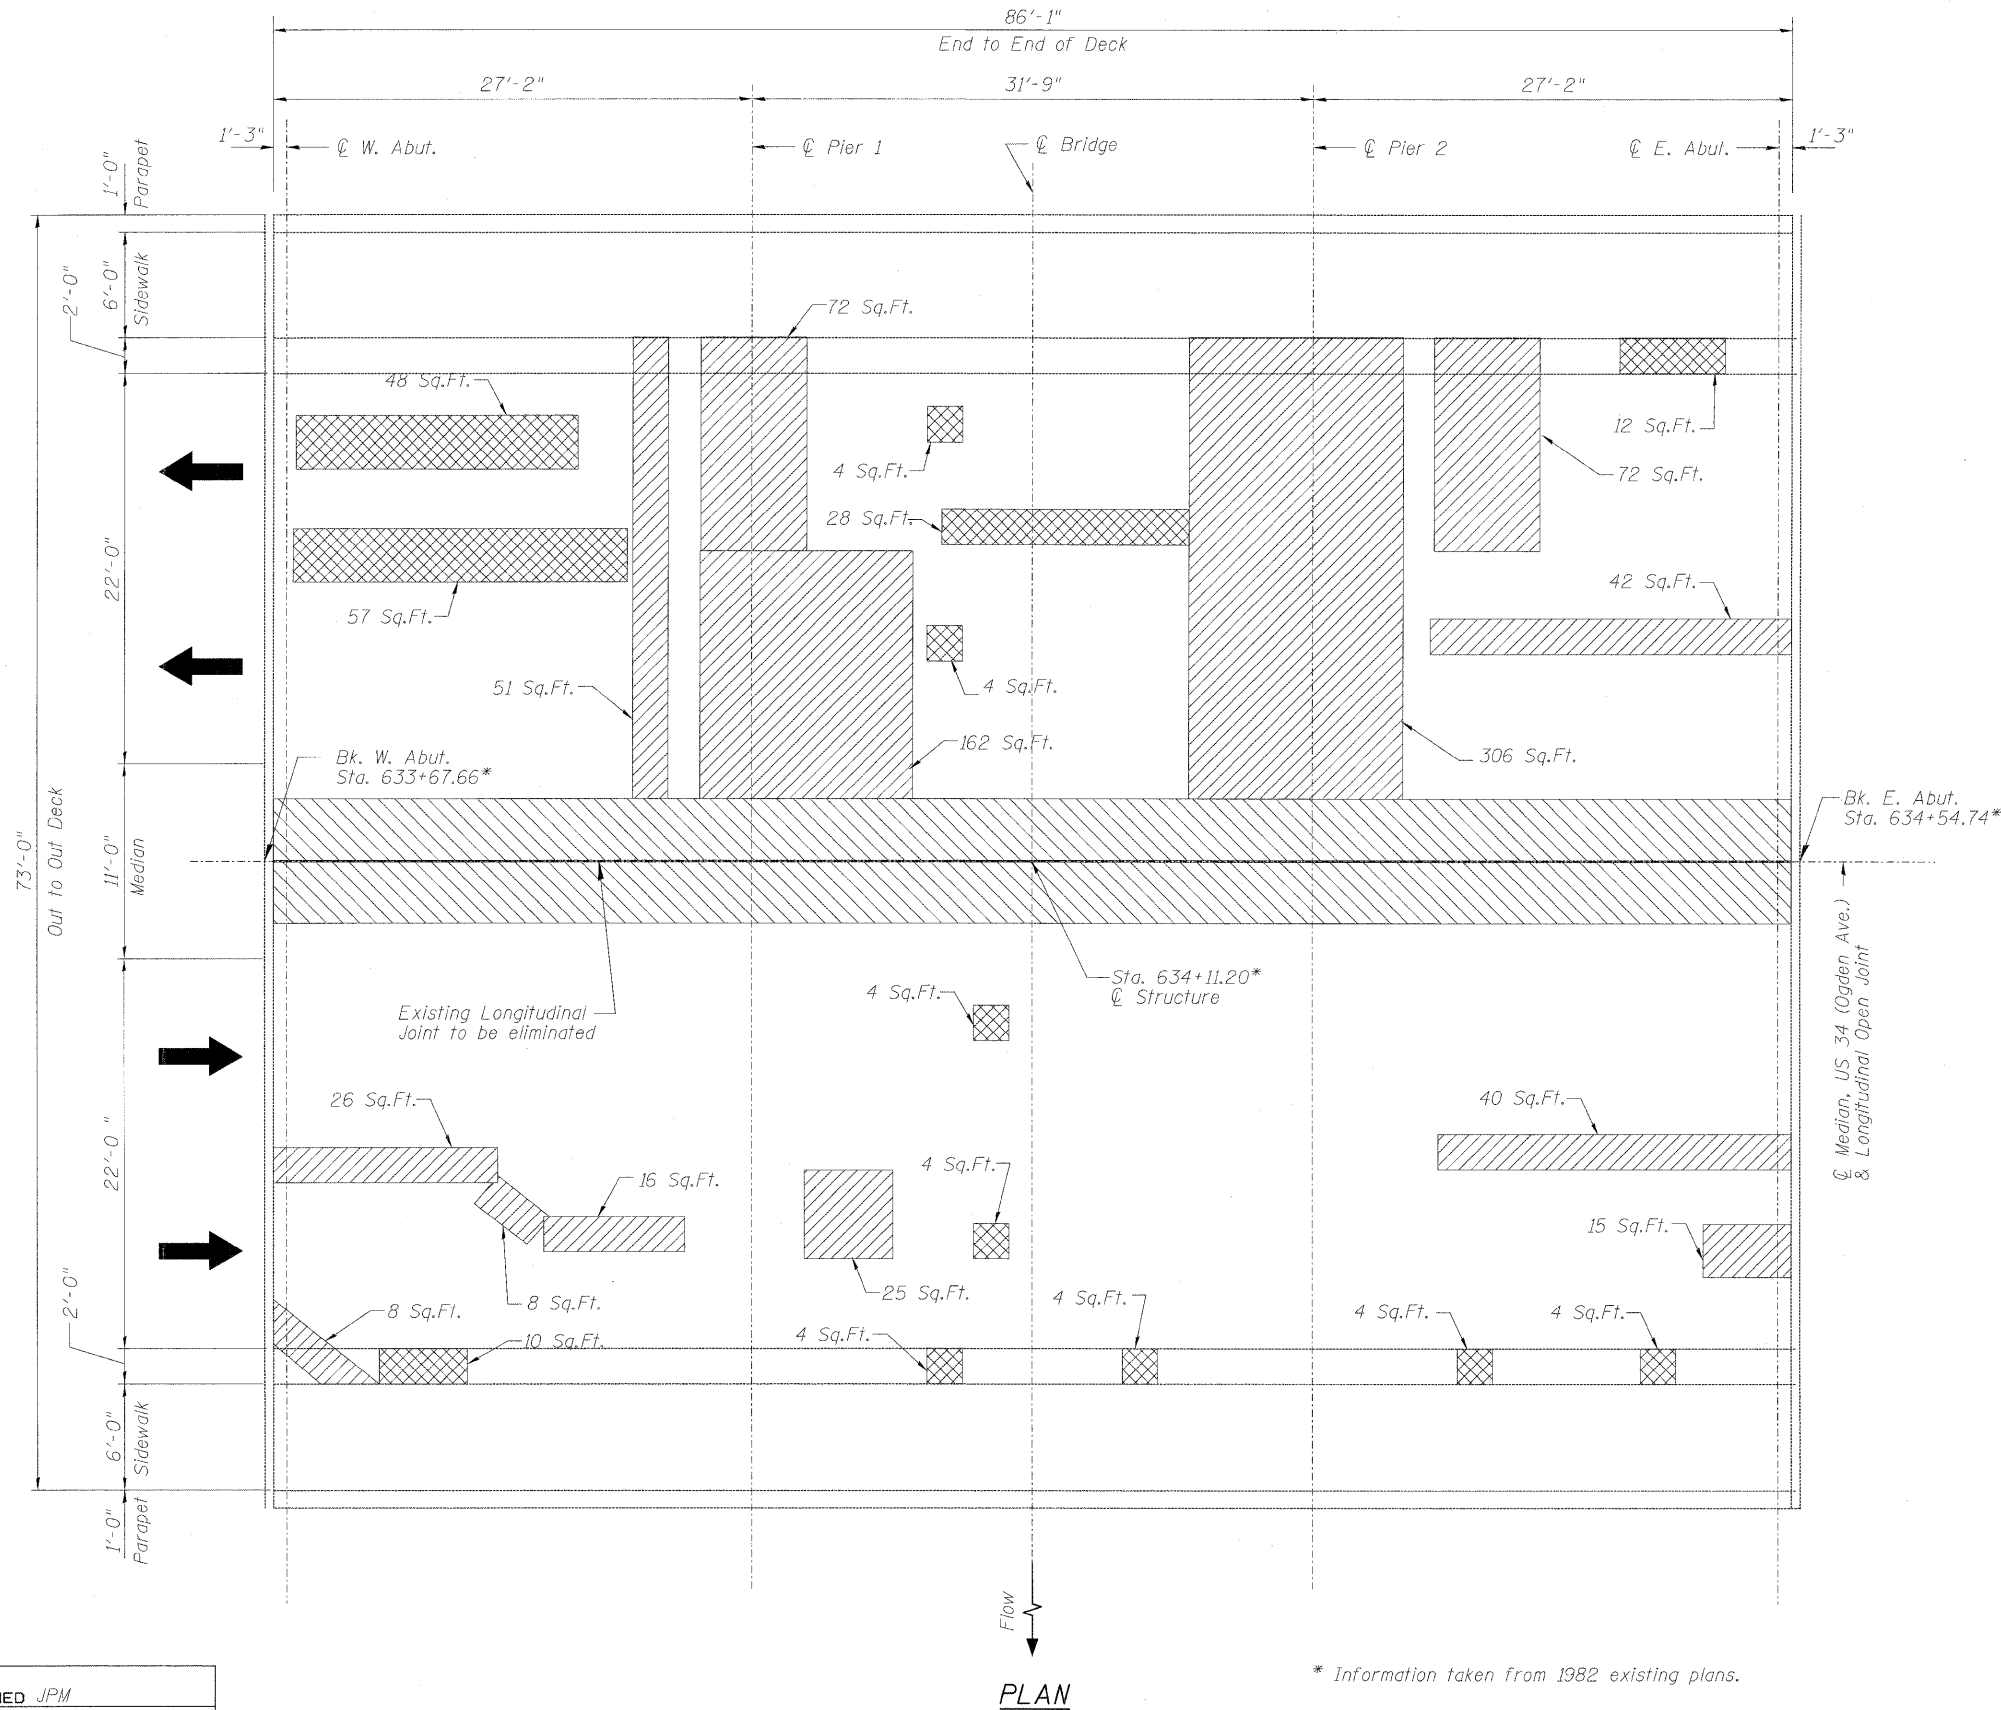 86'-1"
End to End of Deck
27'-2"
31'-9"
27'-2"
1'-3"
℄ W. Abut.
℄ Pier 1
℄ Bridge
℄ Pier 2
℄ E. Abut.
1'-3"
1'-0"
Parapet
6'-0"
Sidewalk
2'-0"
72 Sq.Ft.
48 Sq.Ft.
4 Sq.Ft.
12 Sq.Ft.
72 Sq.Ft.
28 Sq.Ft.
22'-0"
57 Sq.Ft.
42 Sq.Ft.
51 Sq.Ft.
4 Sq.Ft.
162 Sq.Ft.
306 Sq.Ft.
Bk. W. Abut.
Sta. 633+67.66*
Bk. E. Abut.
Sta. 634+54.74*
73'-0"
Out to Out Deck
11'-0"
Median
Existing Longitudinal
Joint to be eliminated
4 Sq.Ft.
Sta. 634+11.20*
℄ Structure
℄ Median, US 34 (Ogden Ave.)
& Longitudinal Open Joint
22'-0 "
26 Sq.Ft.
16 Sq.Ft.
4 Sq.Ft.
40 Sq.Ft.
15 Sq.Ft.
8 Sq.Ft.
8 Sq.Ft.
25 Sq.Ft.
4 Sq.Ft.
4 Sq.Ft.
4 Sq.Ft.
10 Sq.Ft.
4 Sq.Ft.
2'-0"
6'-0"
Sidewalk
1'-0"
Parapet
Flow
PLAN
* Information taken from 1982 existing plans.
JPM